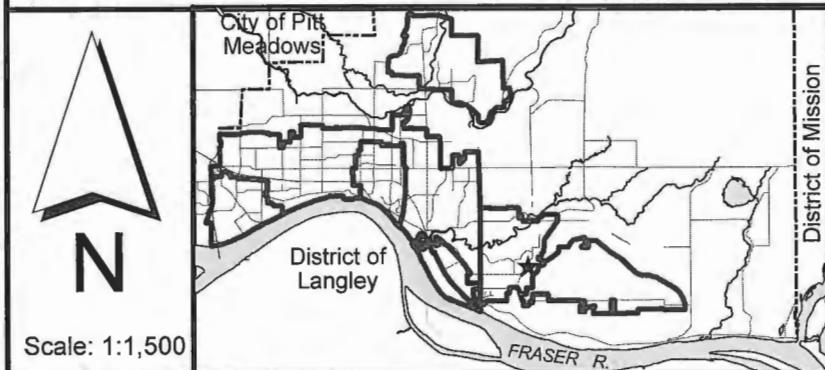 City of Pitt
Meadows
District of Mission
District of
Langley
N
Scale: 1:1,500
FRASER R.